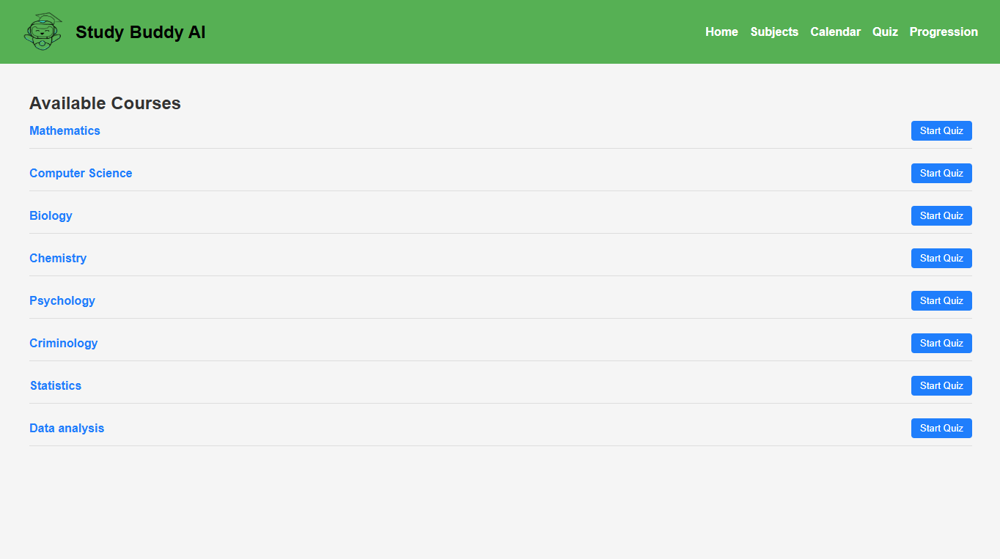 Study Buddy AI
Home Subjects Calendar Quiz Progression
Available Courses
Mathematics Start Quiz
Computer Science Start Quiz
Biology Start Quiz
Chemistry Start Quiz
Psychology Start Quiz
Criminology Start Quiz
Statistics Start Quiz
Data analysis Start Quiz